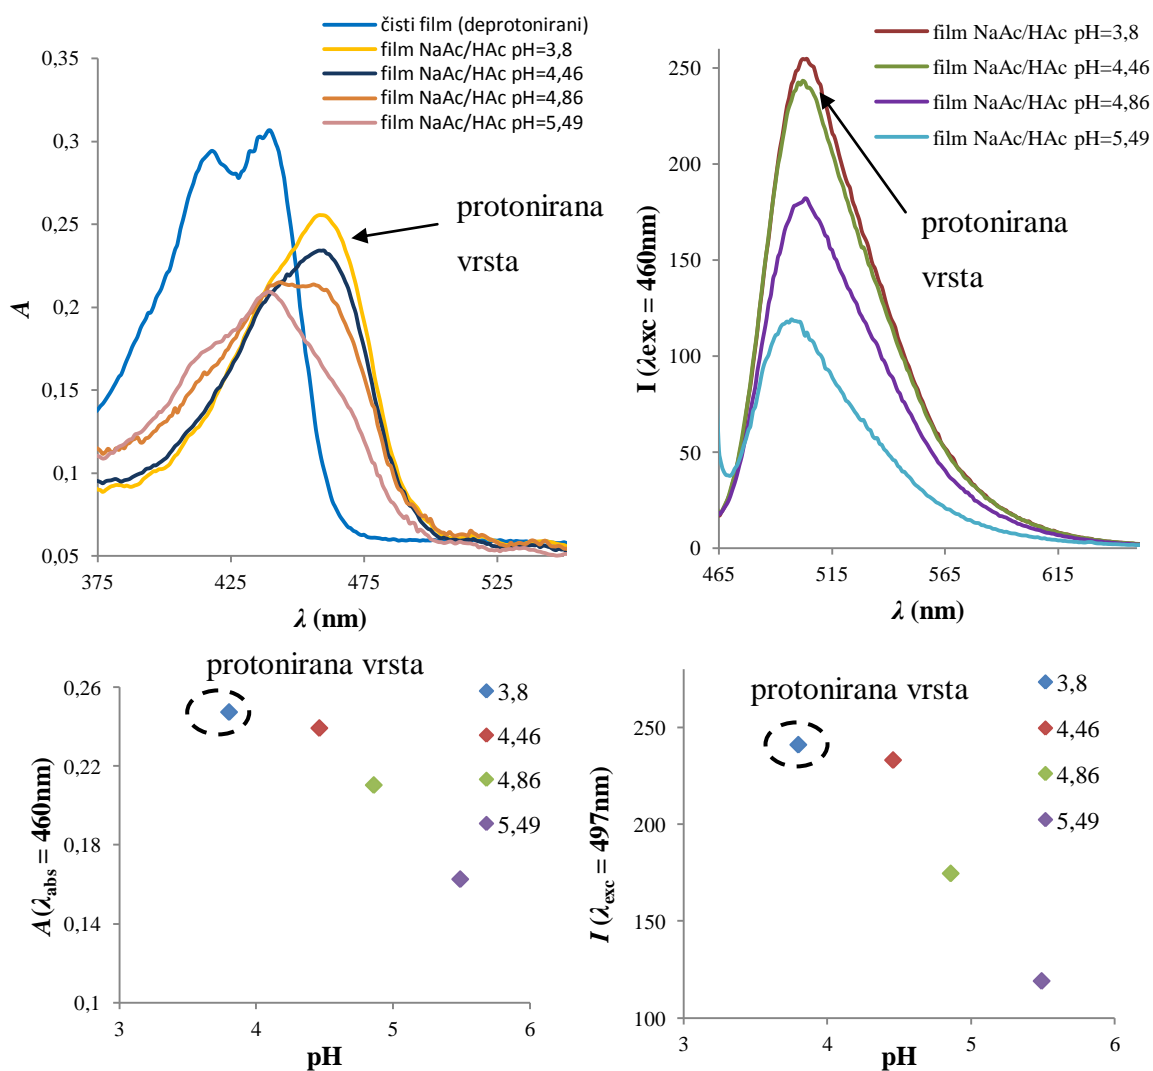 čisti film (deprotonirani)
film NaAc/HAc pH=3,8
film NaAc/HAc pH=4,46
film NaAc/HAc pH=4,86
film NaAc/HAc pH=5,49
0,35
0,3
0,25
0,2
0,15
0,1
0,05
A
protonirana
vrsta
375
425
475
525
λ (nm)
film NaAc/HAc pH=3,8
film NaAc/HAc pH=4,46
film NaAc/HAc pH=4,86
film NaAc/HAc pH=5,49
250
200
150
100
50
0
I (λexc = 460nm)
protonirana
vrsta
465
515
565
615
λ (nm)
protonirana vrsta
0,26
0,22
0,18
0,14
0,1
A (λabs = 460nm)
3,8
4,46
4,86
5,49
3
4
5
6
pH
protonirana vrsta
250
200
150
100
I (λexc = 497nm)
3,8
4,46
4,86
5,49
3
4
5
6
pH